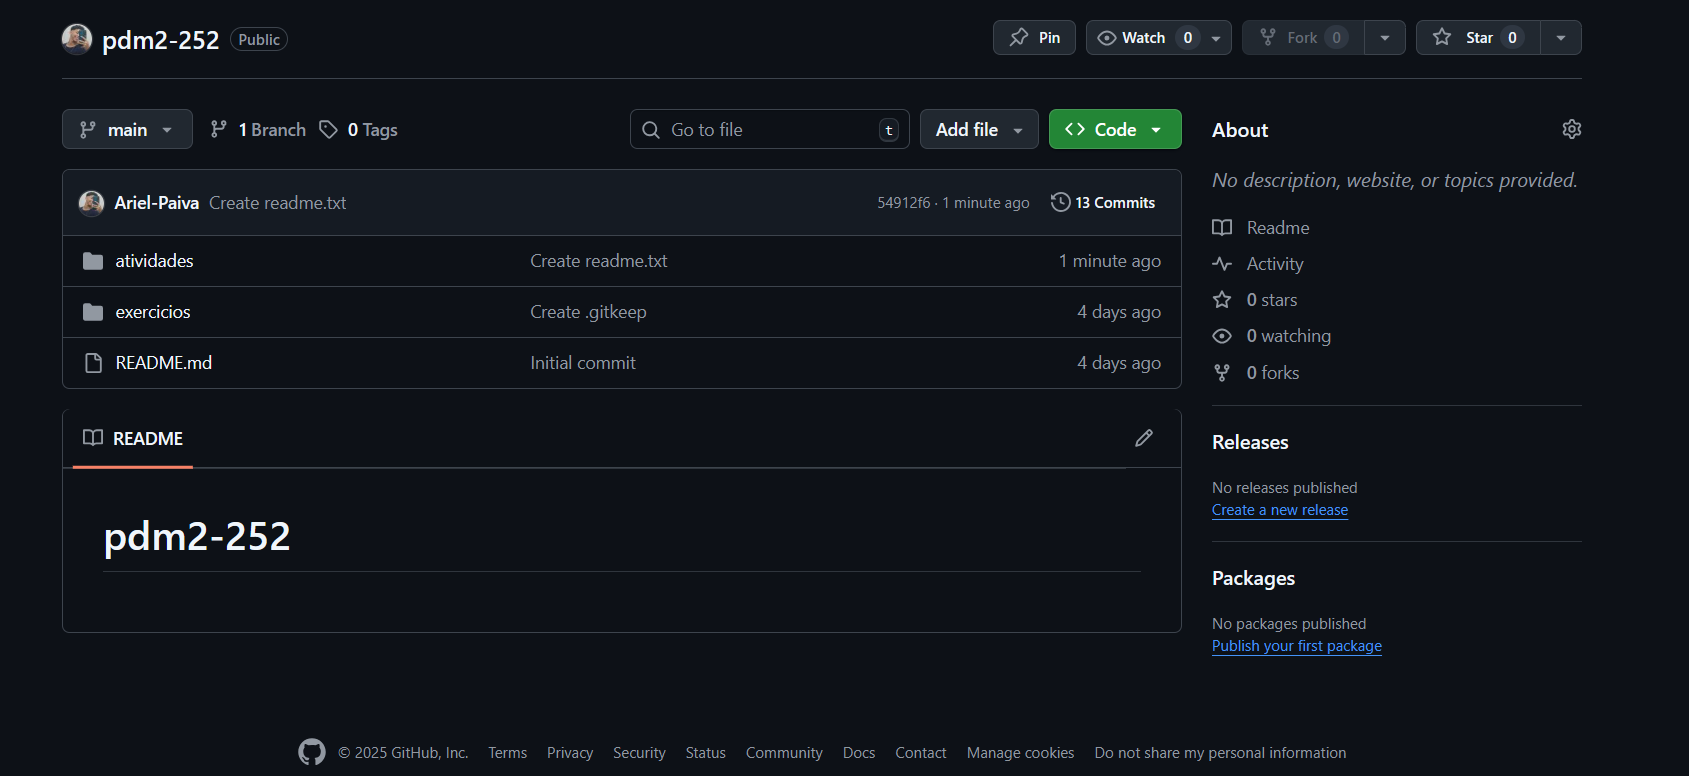 pdm2-252 Public Pin Watch 0 Fork 0 Star 0
main 1 Branch 0 Tags Go to file t Add file Code
Ariel-Paiva Create readme.txt 54912f6 · 1 minute ago 13 Commits
atividades Create readme.txt 1 minute ago
exercicios Create .gitkeep 4 days ago
README.md Initial commit 4 days ago
README
pdm2-252
About
No description, website, or topics provided.
Readme
Activity
0 stars
0 watching
0 forks
Releases
No releases published
Create a new release
Packages
No packages published
Publish your first package
© 2025 GitHub, Inc. Terms Privacy Security Status Community Docs Contact Manage cookies Do not share my personal information